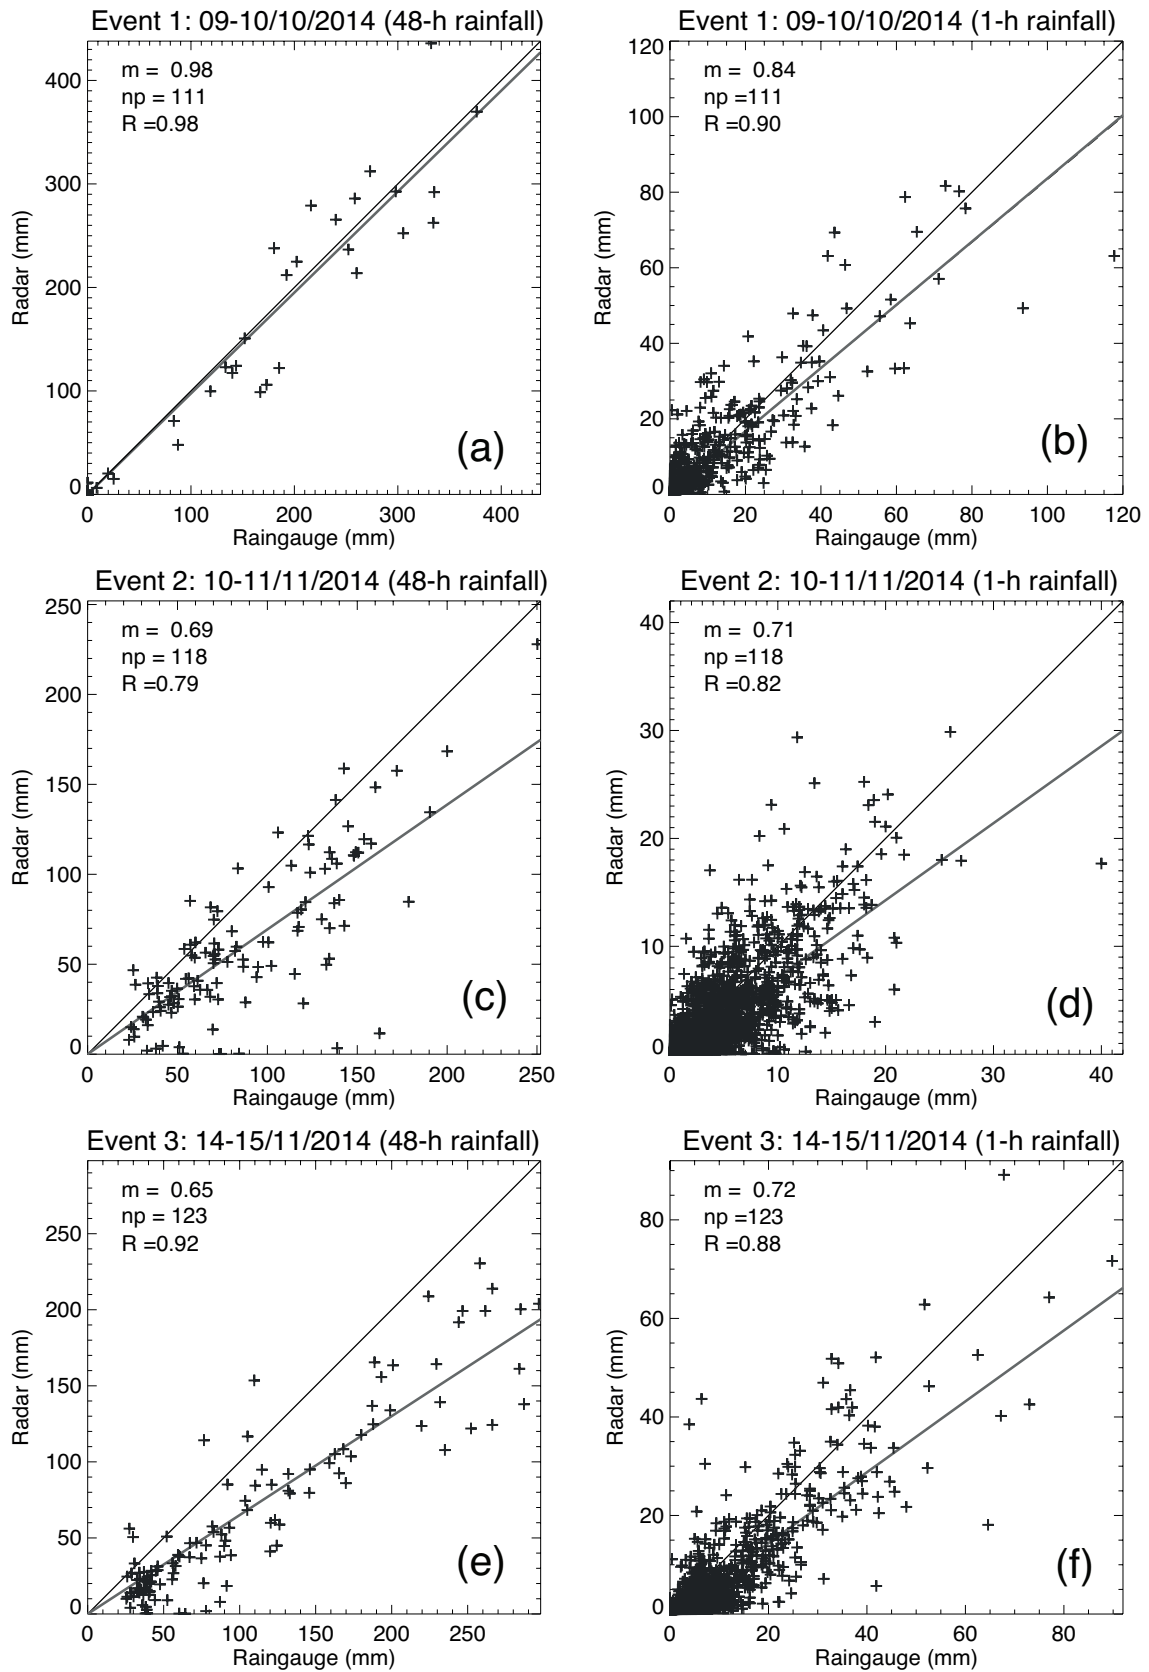 Event 1: 09-10/10/2014 (48-h rainfall)
m = 0.98
np = 111
R =0.98
400
300
200
100
0
Radar (mm)
(a)
0 100 200 300 400
Raingauge (mm)
Event 1: 09-10/10/2014 (1-h rainfall)
m = 0.84
np =111
R =0.90
120
100
80
60
40
20
0
Radar (mm)
(b)
0 20 40 60 80 100 120
Raingauge (mm)
Event 2: 10-11/11/2014 (48-h rainfall)
m = 0.69
np = 118
R =0.79
250
200
150
100
50
0
Radar (mm)
(c)
0 50 100 150 200 250
Raingauge (mm)
Event 2: 10-11/11/2014 (1-h rainfall)
m = 0.71
np =118
R =0.82
40
30
20
10
0
Radar (mm)
(d)
0 10 20 30 40
Raingauge (mm)
Event 3: 14-15/11/2014 (48-h rainfall)
m = 0.65
np = 123
R =0.92
250
200
150
100
50
0
Radar (mm)
(e)
0 50 100 150 200 250
Raingauge (mm)
Event 3: 14-15/11/2014 (1-h rainfall)
m = 0.72
np =123
R =0.88
80
60
40
20
0
Radar (mm)
(f)
0 20 40 60 80
Raingauge (mm)